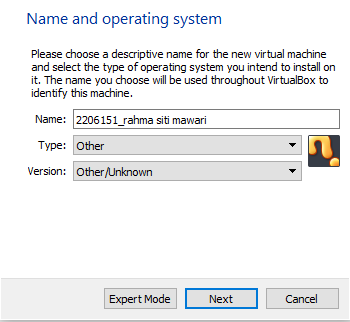 Name and operating system
Please choose a descriptive name for the new virtual machine
and select the type of operating system you intend to install on
it. The name you choose will be used throughout VirtualBox to
identify this machine.
Name: 2206151_rahma siti mawari
Type: Other
Version: Other/Unknown
Expert Mode Next Cancel